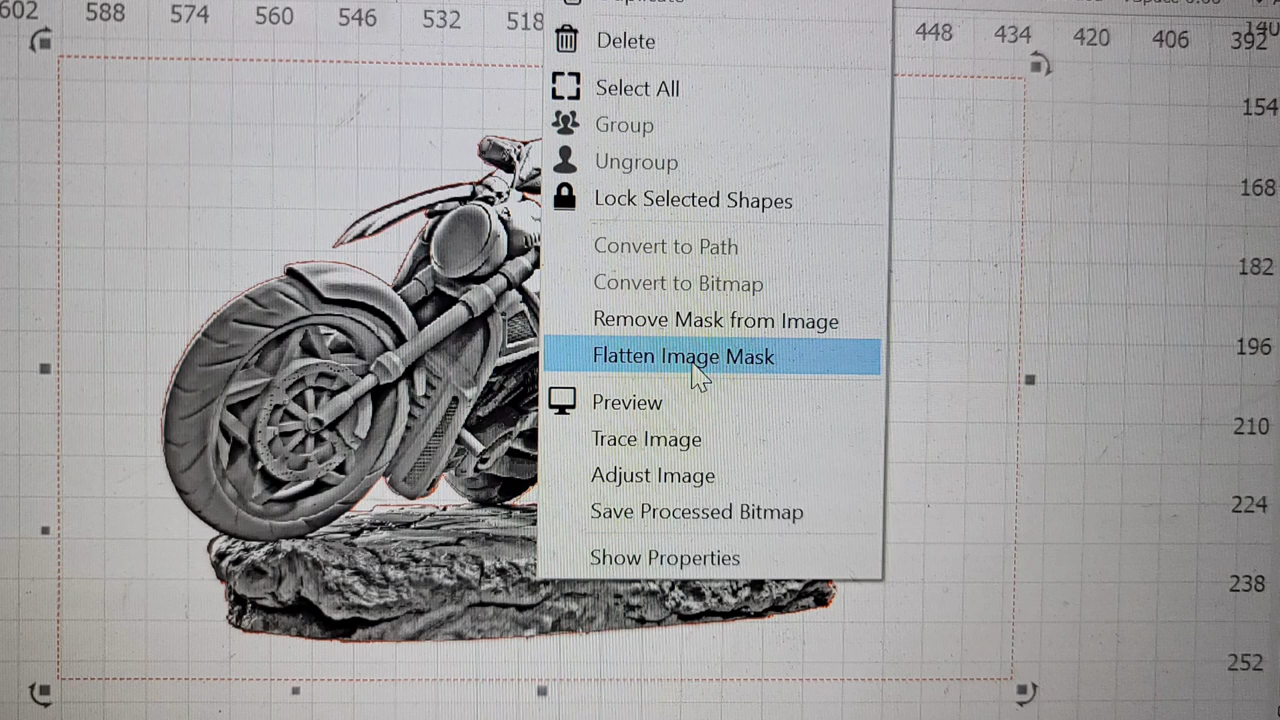 602 588 574 560 546 532 518 448 434 420 406 392
140
Duplicate
Delete
Select All
Group
Ungroup
Lock Selected Shapes
Convert to Path
Convert to Bitmap
Remove Mask from Image
Flatten Image Mask
Preview
Trace Image
Adjust Image
Save Processed Bitmap
Show Properties
154
168
182
196
210
224
238
252